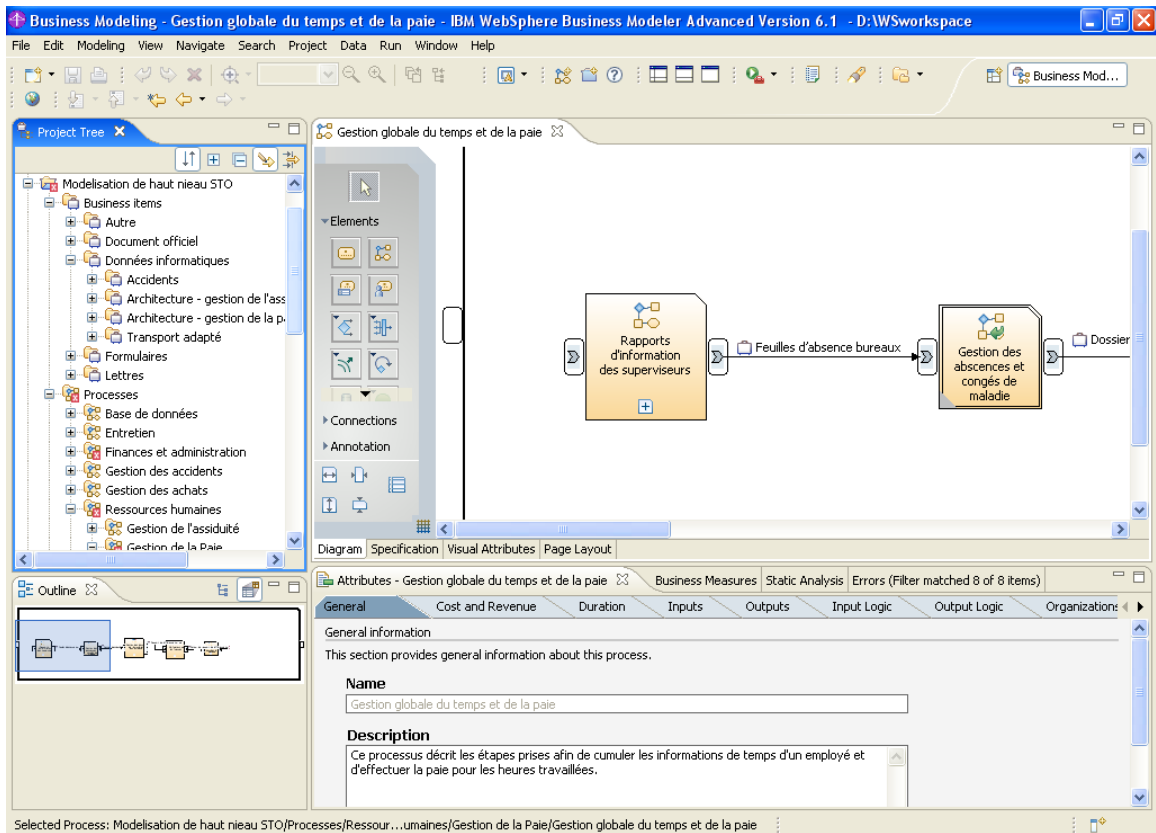 Business Modeling - Gestion globale du temps et de la paie - IBM WebSphere Business Modeler Advanced Version 6.1 - D:\WSworkspace
File Edit Modeling View Navigate Search Project Data Run Window Help
Business Mod...
Project Tree
Modelisation de haut nieau STO
Business items
Autre
Document officiel
Données informatiques
Accidents
Architecture - gestion de l'ass
Architecture - gestion de la p
Transport adapté
Formulaires
Lettres
Processes
Base de données
Entretien
Finances et administration
Gestion des accidents
Gestion des achats
Ressources humaines
Gestion de l'assiduité
Gestion de la Paie
Gestion globale du temps et de la paie
Elements
Connections
Annotation
Rapports
d'information
des superviseurs
Feuilles d'absence bureaux
Gestion des
abscences et
congés de
maladie
Dossier
Diagram Specification Visual Attributes Page Layout
Outline
Attributes - Gestion globale du temps et de la paie Business Measures Static Analysis Errors (Filter matched 8 of 8 items)
General Cost and Revenue Duration Inputs Outputs Input Logic Output Logic Organizations
General information
This section provides general information about this process.
Name
Gestion globale du temps et de la paie
Description
Ce processus décrit les étapes prises afin de cumuler les informations de temps d'un employé et
d'effectuer la paie pour les heures travaillées.
Selected Process: Modelisation de haut nieau STO/Processes/Ressour...umaines/Gestion de la Paie/Gestion globale du temps et de la paie